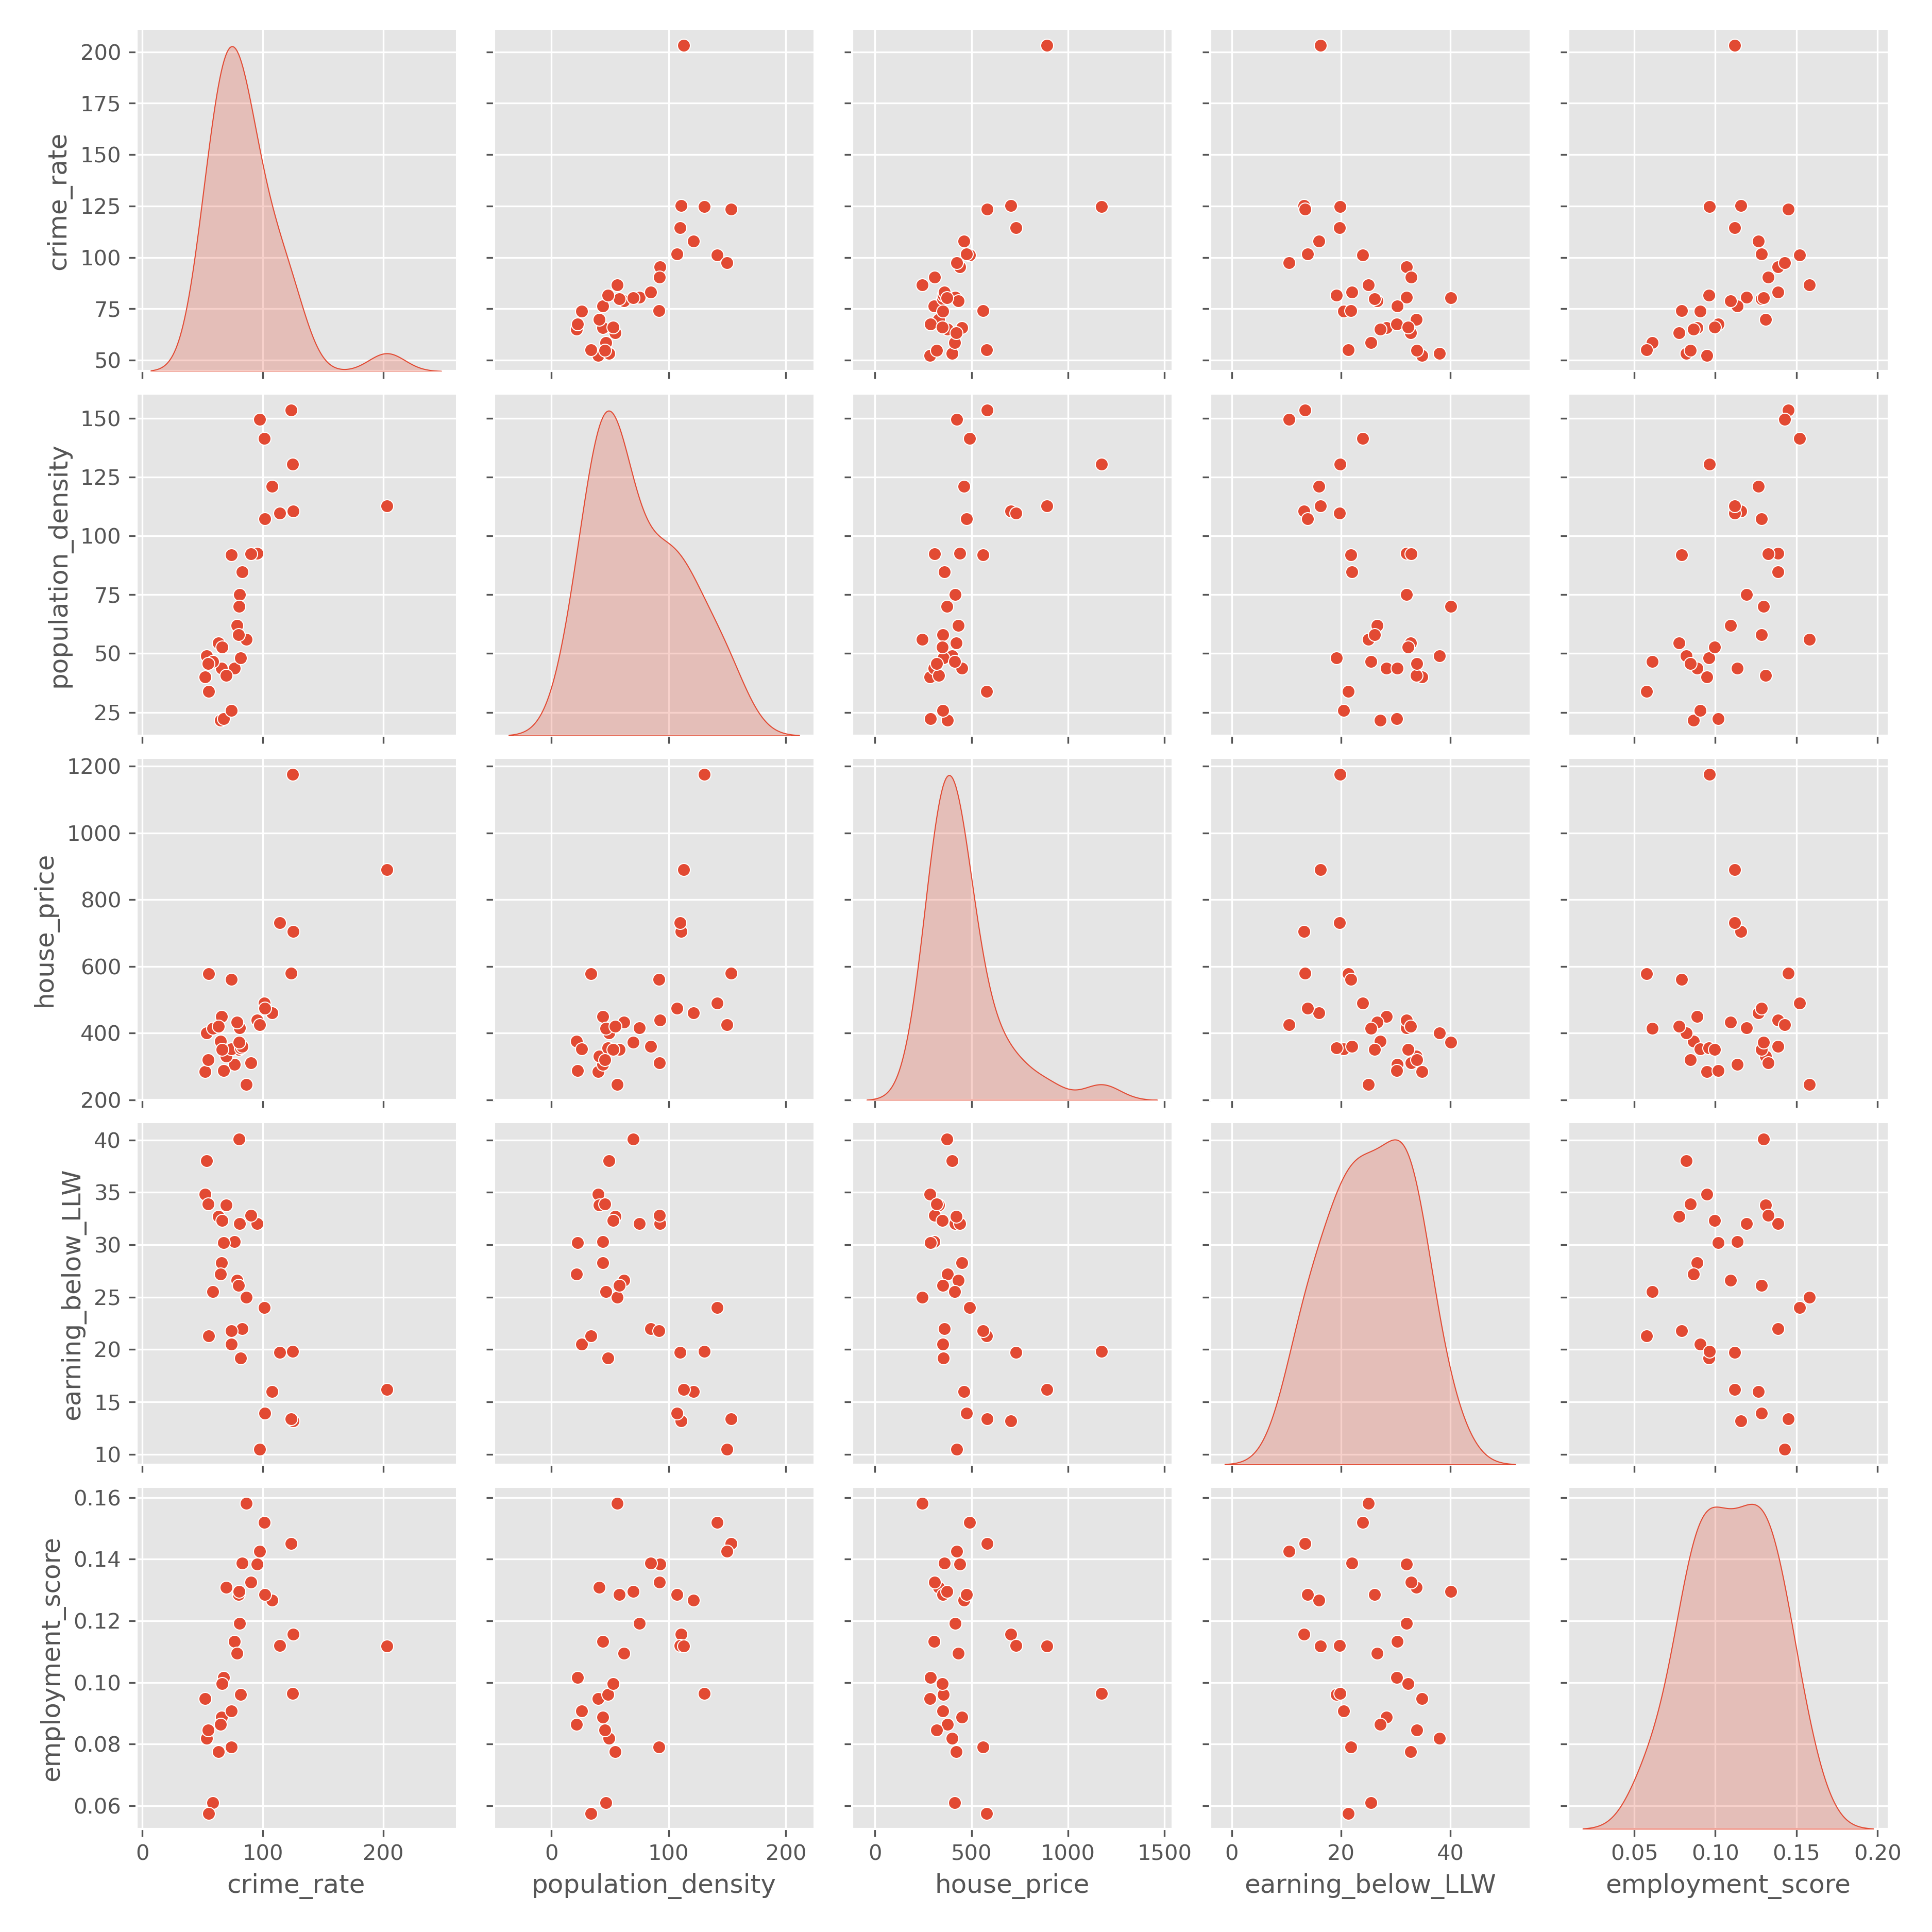 200
175
150
125
100
75
50
crime_rate
150
125
100
75
50
25
population_density
1200
1000
800
600
400
200
house_price
40
35
30
25
20
15
10
earning_below_LLW
0.16
0.14
0.12
0.10
0.08
0.06
employment_score
0 100 200
0 100 200
0 500 1000 1500
0 20 40
0.05 0.10 0.15 0.20
crime_rate
population_density
house_price
earning_below_LLW
employment_score